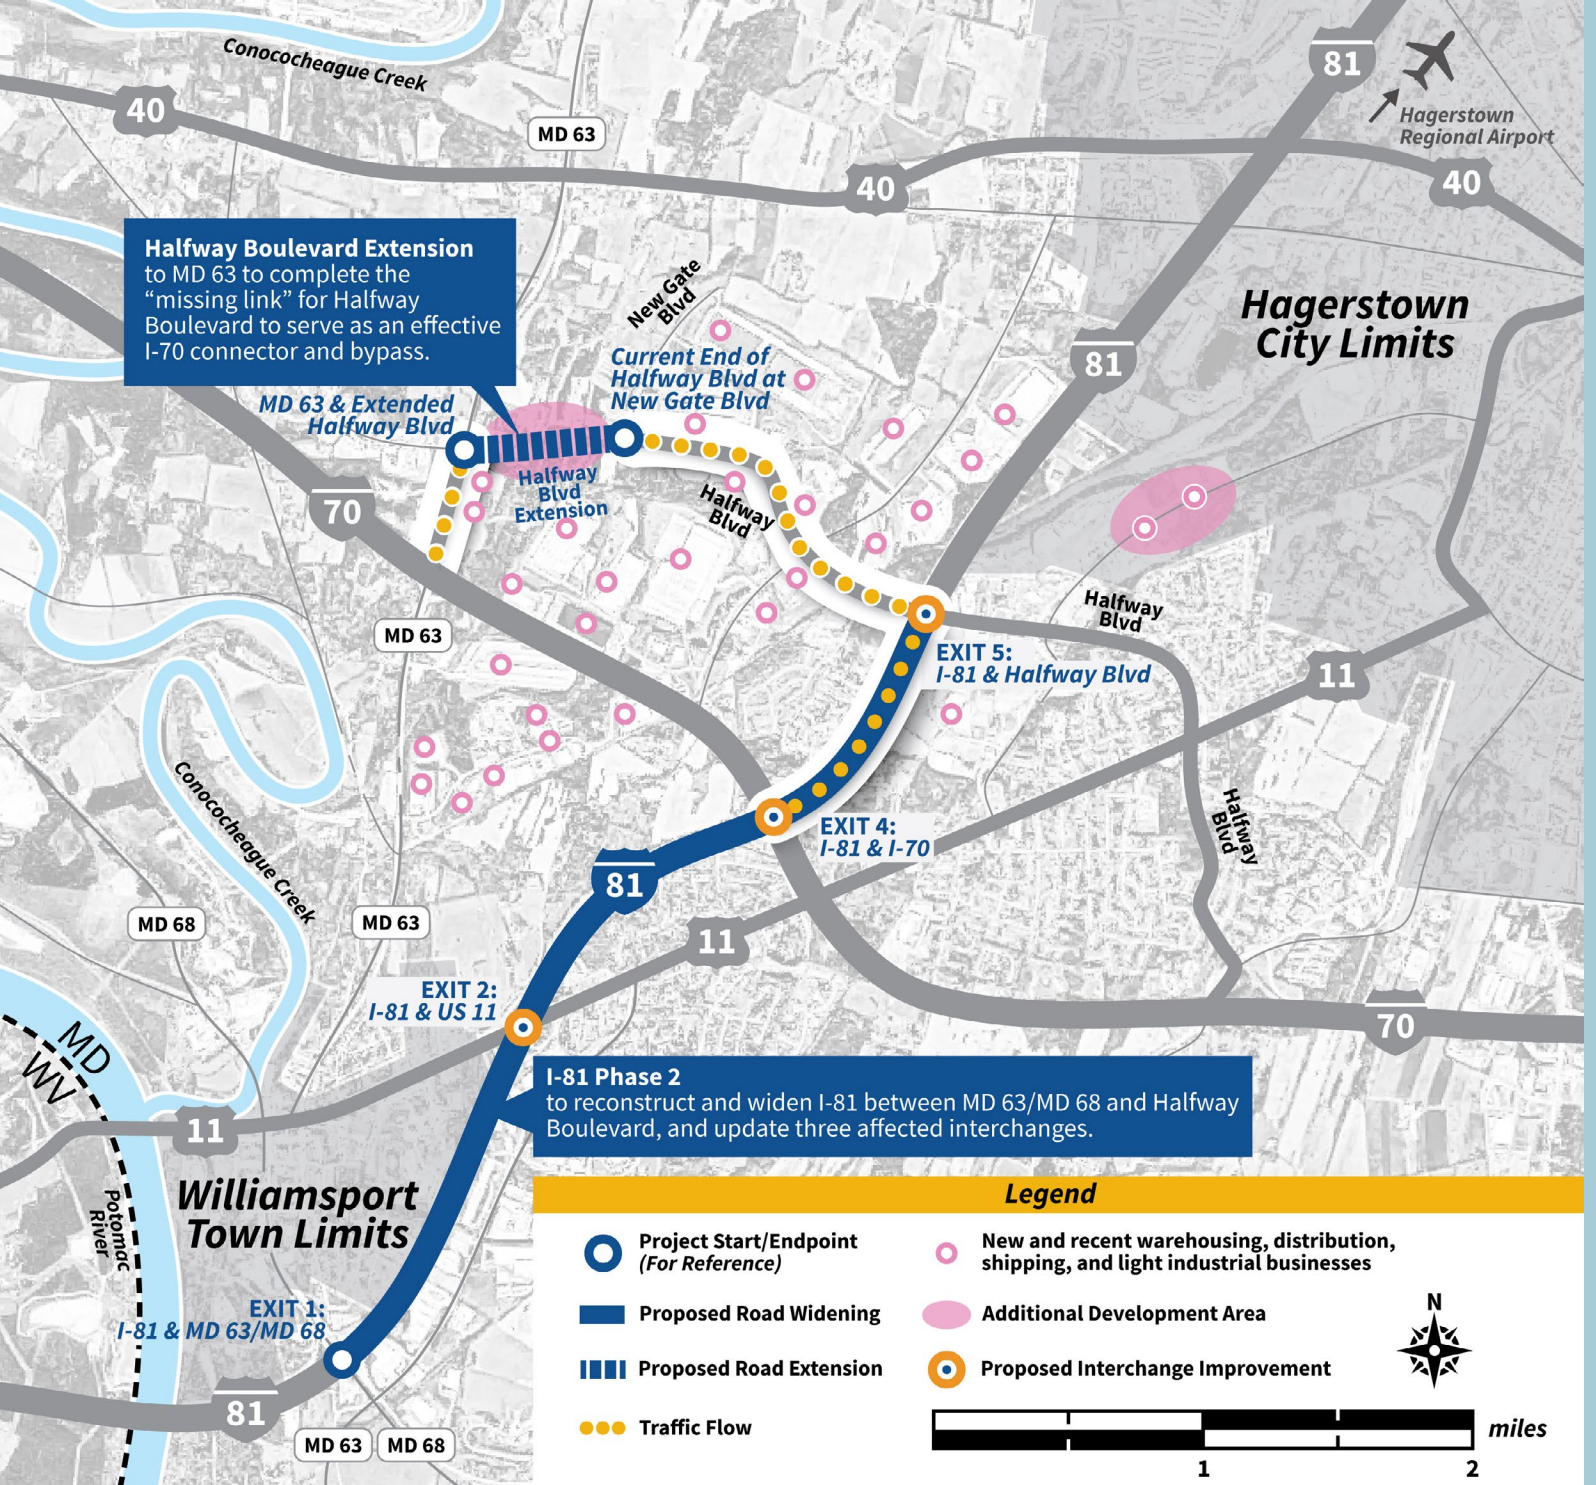 Conococheague Creek
81
Hagerstown
Regional Airport
40
MD 63
40
40
Halfway Boulevard Extension
to MD 63 to complete the
“missing link” for Halfway
Boulevard to serve as an effective
I-70 connector and bypass.
New Gate
Blvd
Hagerstown
City Limits
81
Current End of
Halfway Blvd at
New Gate Blvd
MD 63 & Extended
Halfway Blvd
Halfway
Blvd
Extension
Halfway
Blvd
70
Halfway
Blvd
MD 63
EXIT 5:
I-81 & Halfway Blvd
11
Conococheague Creek
Halfway
Blvd
EXIT 4:
I-81 & I-70
81
MD 68
MD 63
11
EXIT 2:
I-81 & US 11
70
MD
WV
I-81 Phase 2
to reconstruct and widen I-81 between MD 63/MD 68 and Halfway
Boulevard, and update three affected interchanges.
11
Williamsport
Town Limits
Potomac
River
EXIT 1:
I-81 & MD 63/MD 68
81
MD 63
MD 68
Legend
Project Start/Endpoint
(For Reference)
Proposed Road Widening
Proposed Road Extension
Traffic Flow
New and recent warehousing, distribution,
shipping, and light industrial businesses
Additional Development Area
Proposed Interchange Improvement
N
miles
1
2